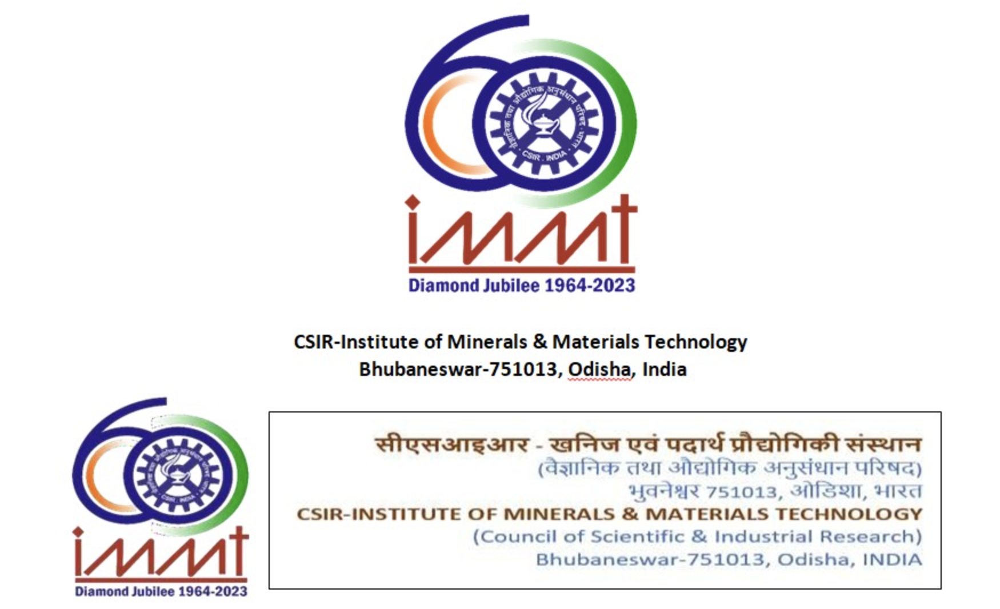 वैज्ञानिक तथा औद्योगिक अनुसंधान परिषद · भारत
· CSIR . INDIA ·
immt
Diamond Jubilee 1964-2023
CSIR-Institute of Minerals & Materials Technology
Bhubaneswar-751013, Odisha, India
वैज्ञानिक तथा औद्योगिक अनुसंधान परिषद · भारत
· CSIR . INDIA ·
immt
Diamond Jubilee 1964-2023
सीएसआइआर - खनिज एवं पदार्थ प्रौद्योगिकी संस्थान
(वैज्ञानिक तथा औद्योगिक अनुसंधान परिषद)
भुवनेश्वर 751013, ओडिशा, भारत
CSIR-INSTITUTE OF MINERALS & MATERIALS TECHNOLOGY
(Council of Scientific & Industrial Research)
Bhubaneswar-751013, Odisha, INDIA